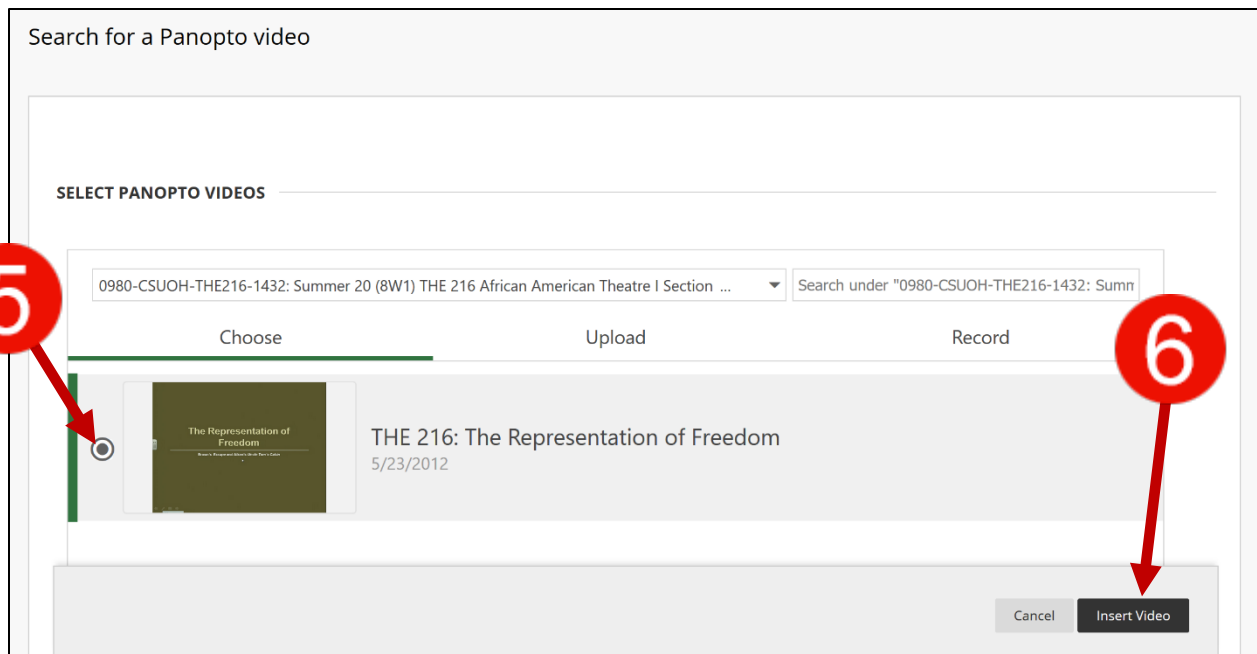 Search for a Panopto video
SELECT PANOPTO VIDEOS
5
0980-CSUOH-THE216-1432: Summer 20 (8W1) THE 216 African American Theatre I Section ...
Search under "0980-CSUOH-THE216-1432: Summ
Choose
Upload
Record
6
The Representation of
Freedom
THE 216: The Representation of Freedom
5/23/2012
Cancel
Insert Video